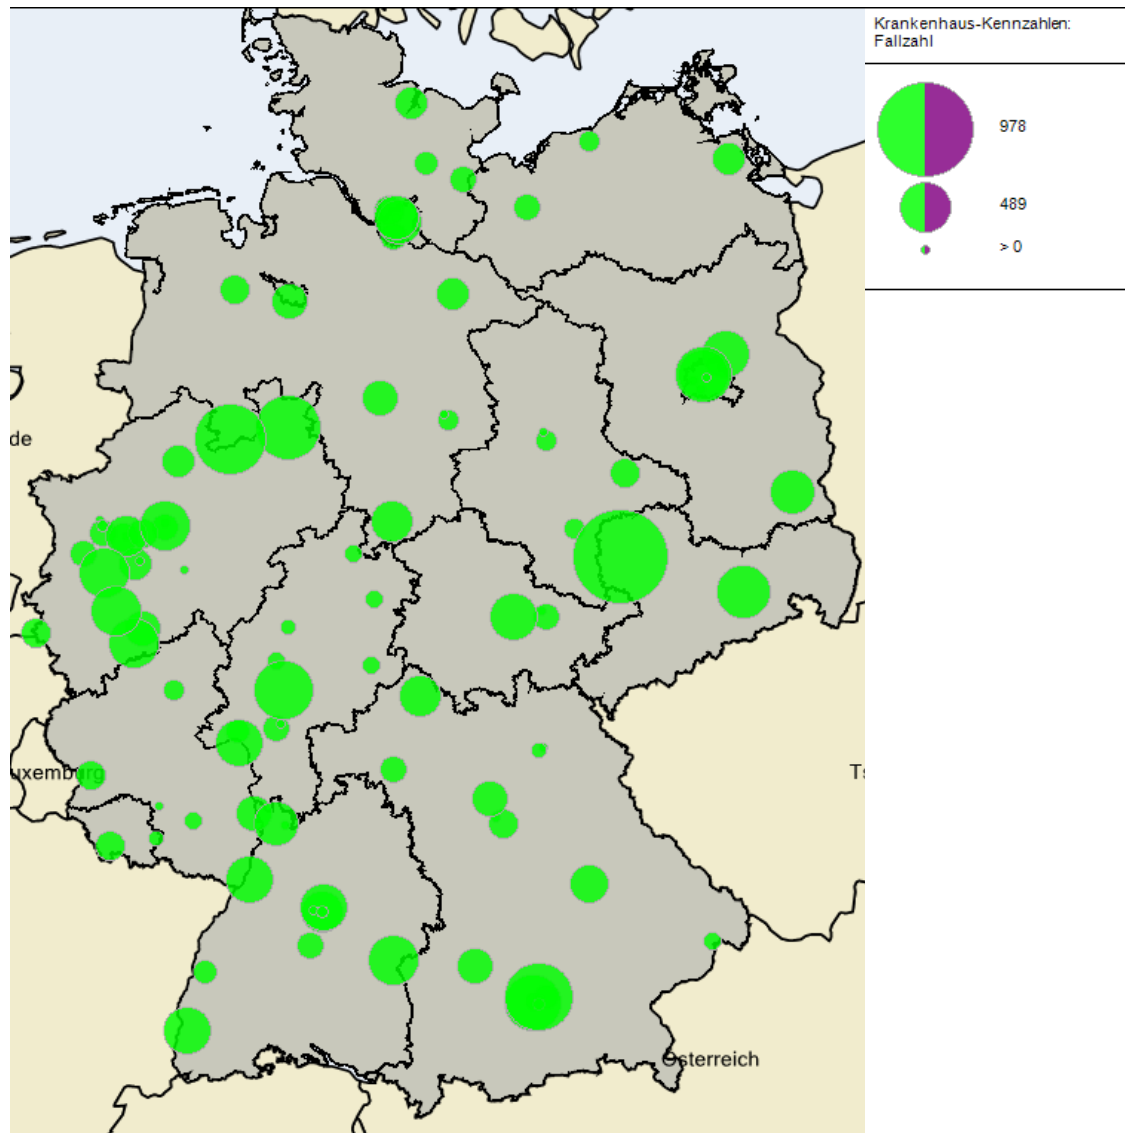 Krankenhaus-Kennzahlen:
Fallzahl
978
489
> 0
de
uxemburg
Ts
Österreich